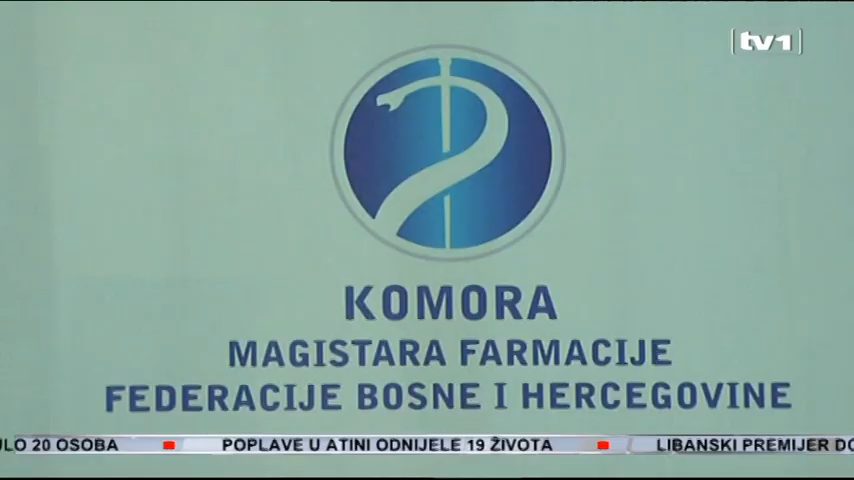 tv1
KOMORA
MAGISTARA FARMACIJE
FEDERACIJE BOSNE I HERCEGOVINE
20 OSOBA POPLAVE U ATINI ODNIJELE 19 ŽIVOTA LIBANSKI PREMIJER